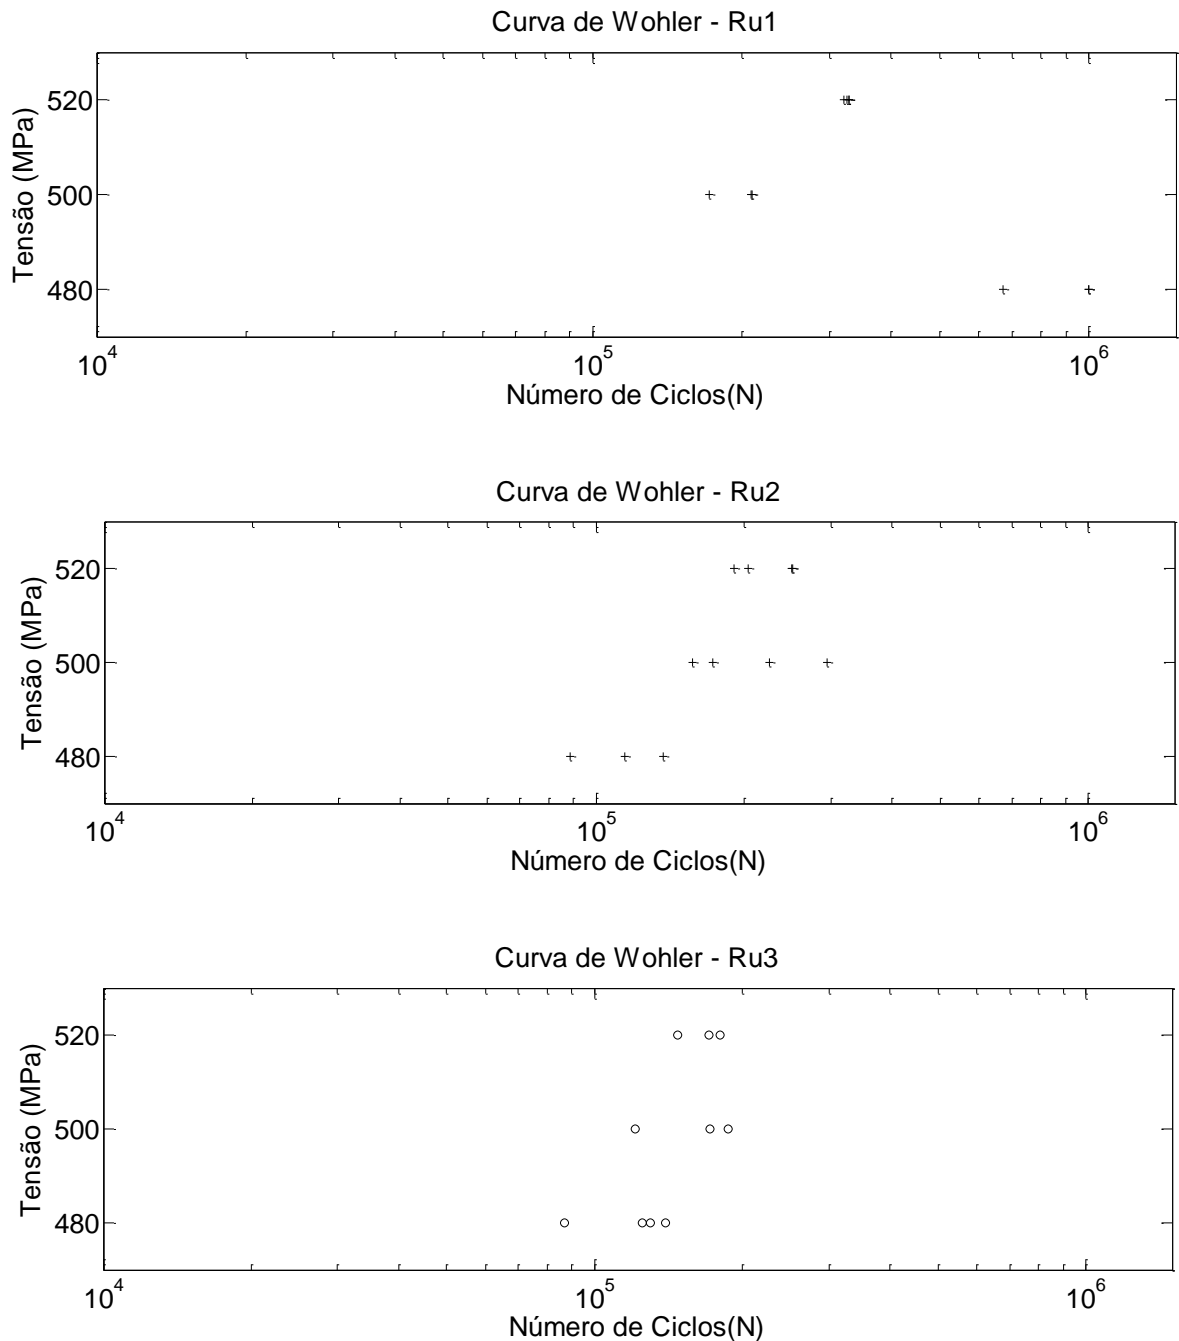 Curva de Wohler - Ru1
Tensão (MPa)
520
500
480
10^4 10^5 10^6
Número de Ciclos(N)
Curva de Wohler - Ru2
Tensão (MPa)
520
500
480
10^4 10^5 10^6
Número de Ciclos(N)
Curva de Wohler - Ru3
Tensão (MPa)
520
500
480
10^4 10^5 10^6
Número de Ciclos(N)